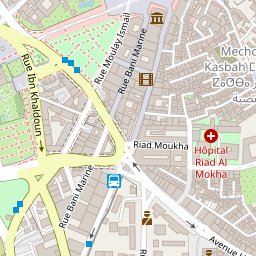 Rue Moulay Ismail
Rue Bani Marine
Mecho
Kasbah
Rue Ibn Khaldoun
Riad Moukha
Hôpital
Riad Al
Mokha
Rue Bani Marine
Avenue